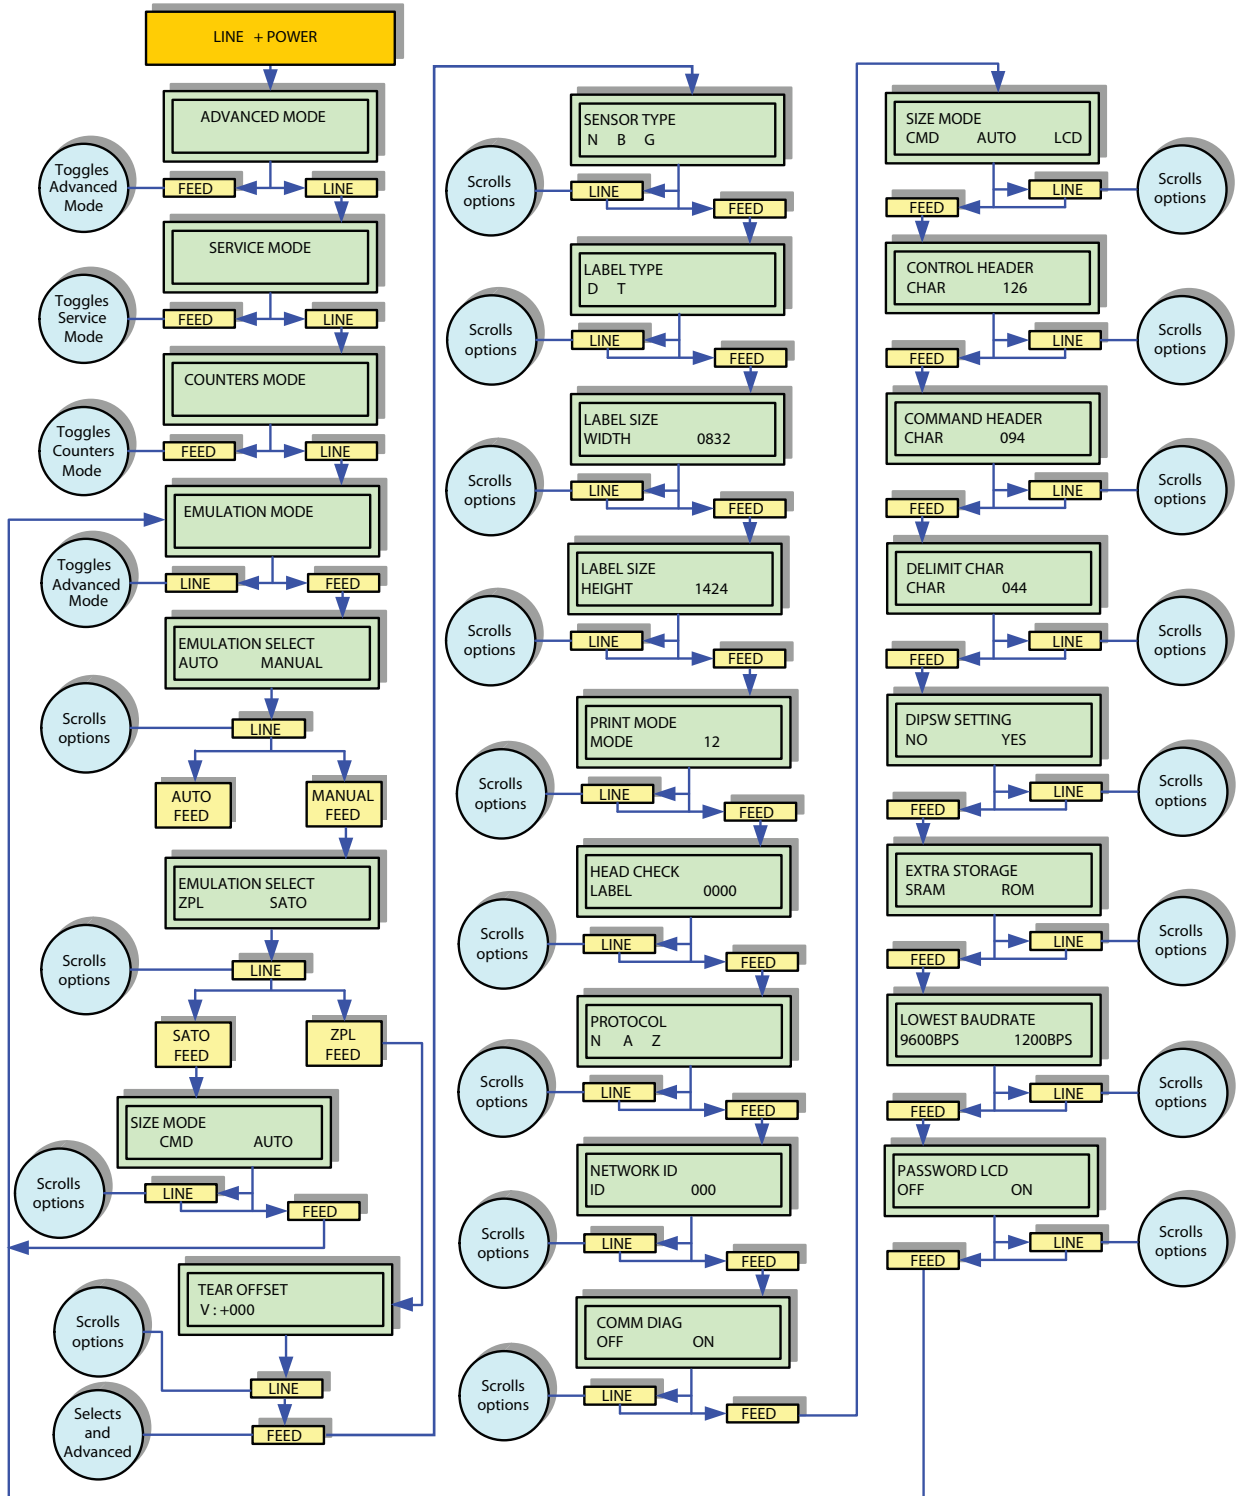 LINE + POWER
ADVANCED MODE
Toggles
Advanced
Mode
FEED
LINE
SERVICE MODE
Toggles
Service
Mode
FEED
LINE
COUNTERS MODE
Toggles
Counters
Mode
FEED
LINE
EMULATION MODE
Toggles
Advanced
Mode
LINE
FEED
EMULATION SELECT
AUTO MANUAL
Scrolls
options
LINE
AUTO
FEED
MANUAL
FEED
EMULATION SELECT
ZPL SATO
Scrolls
options
LINE
SATO
FEED
ZPL
FEED
SIZE MODE
CMD AUTO
Scrolls
options
LINE
FEED
TEAR OFFSET
V : +000
Scrolls
options
LINE
Selects
and
Advanced
FEED
SENSOR TYPE
N B G
Scrolls
options
LINE
FEED
LABEL TYPE
D T
Scrolls
options
LINE
FEED
LABEL SIZE
WIDTH 0832
Scrolls
options
LINE
FEED
LABEL SIZE
HEIGHT 1424
Scrolls
options
LINE
FEED
PRINT MODE
MODE 12
Scrolls
options
LINE
FEED
HEAD CHECK
LABEL 0000
Scrolls
options
LINE
FEED
PROTOCOL
N A Z
Scrolls
options
LINE
FEED
NETWORK ID
ID 000
Scrolls
options
LINE
FEED
COMM DIAG
OFF ON
Scrolls
options
LINE
FEED
SIZE MODE
CMD AUTO LCD
LINE
Scrolls
options
FEED
CONTROL HEADER
CHAR 126
LINE
Scrolls
options
FEED
COMMAND HEADER
CHAR 094
LINE
Scrolls
options
FEED
DELIMIT CHAR
CHAR 044
LINE
Scrolls
options
FEED
DIPSW SETTING
NO YES
LINE
Scrolls
options
FEED
EXTRA STORAGE
SRAM ROM
LINE
Scrolls
options
FEED
LOWEST BAUDRATE
9600BPS 1200BPS
LINE
Scrolls
options
FEED
PASSWORD LCD
OFF ON
LINE
Scrolls
options
FEED